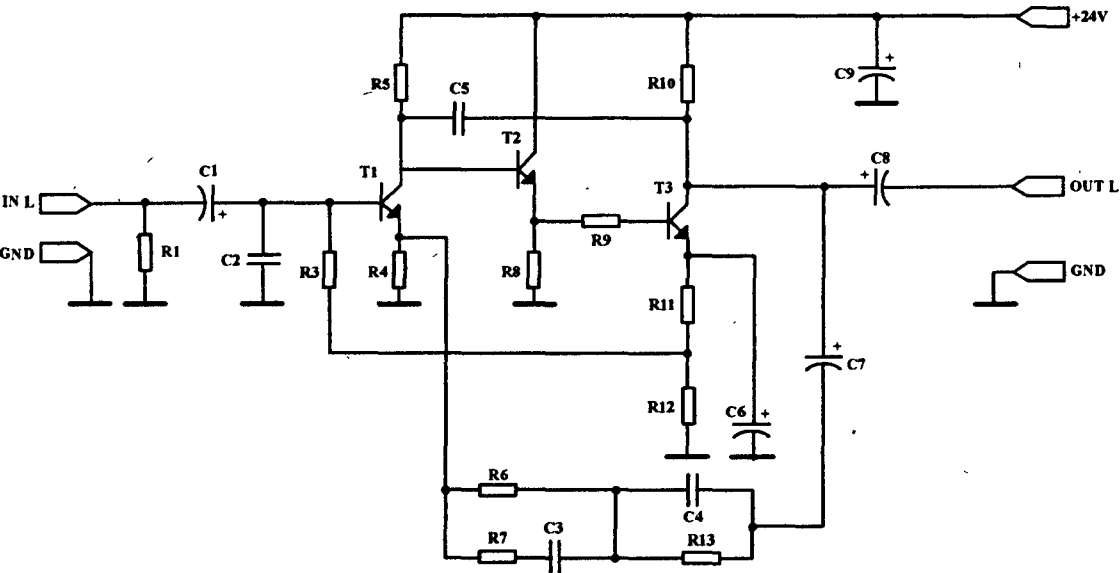 +24V
R5
C5
R10
C9
+
T2
C1
T1
C8
+
T3
IN L
+
OUT L
GND
R1
C2
R3
R4
R8
R9
GND
R11
+
C7
R12
C6
+
R6
C4
R7
C3
R13